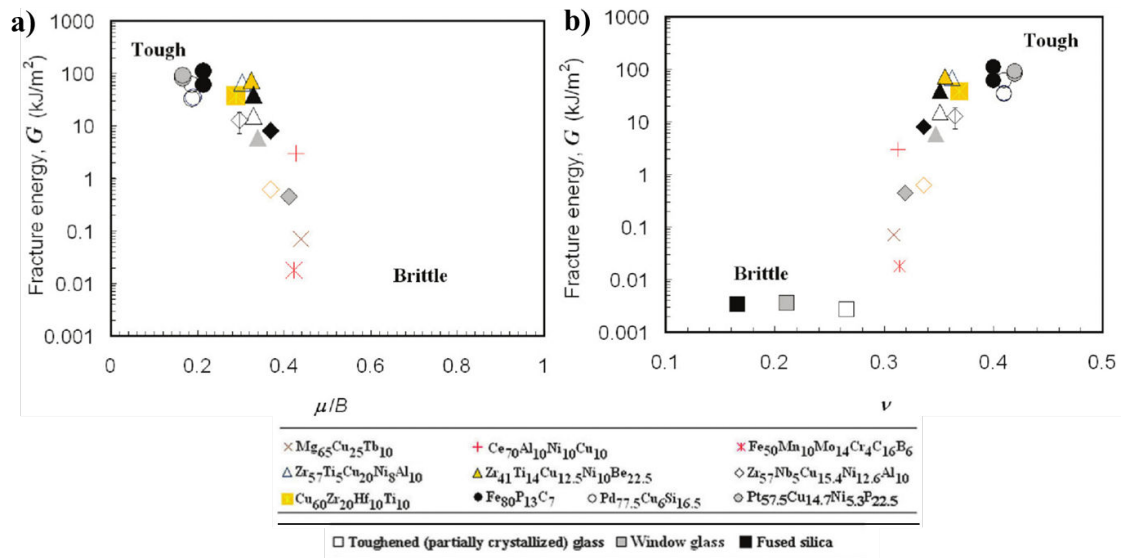 a)
1000
100
10
1
0.1
0.01
0.001
Fracture energy, G (kJ/m²)
Tough
Brittle
0 0.2 0.4 0.6 0.8 1
μ/B
b)
1000
100
10
1
0.1
0.01
0.001
Fracture energy, G (kJ/m²)
Tough
Brittle
0.1 0.2 0.3 0.4 0.5
ν
Mg65Cu25Tb10 Ce70Al10Ni10Cu10 Fe50Mn10Mo14Cr4C16B6
Zr57Ti5Cu20Ni8Al10 Zr41Ti14Cu12.5Ni10Be22.5 Zr57Nb5Cu15.4Ni12.6Al10
Cu60Zr20Hf10Ti10 Fe80P13C7 Pd77.5Cu6Si16.5 Pt57.5Cu14.7Ni5.3P22.5
Toughened (partially crystallized) glass Window glass Fused silica